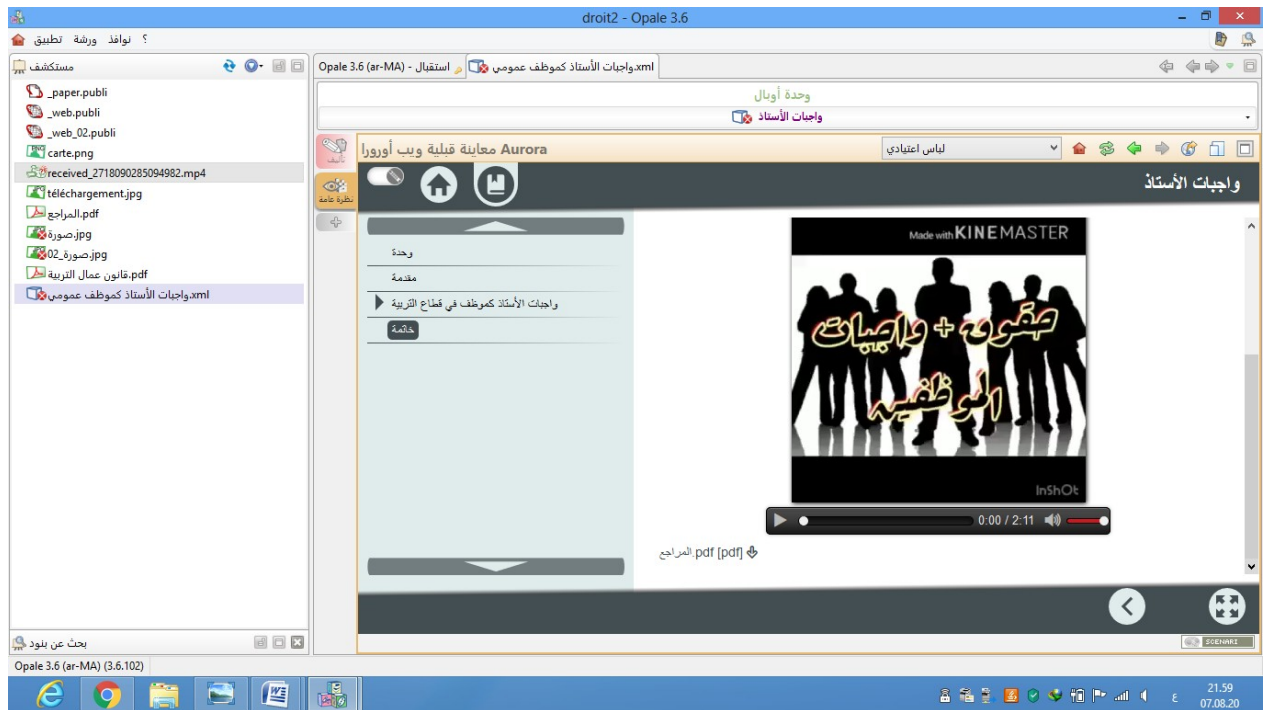 droit2 - Opale 3.6
؟ نوافذ ورشة تطبيق
مستكشف
_paper.publi
_web.publi
_web_02.publi
carte.png
received_2718090285094982.mp4
téléchargement.jpg
المراجع.pdf
صورة.jpg
صورة_02.jpg
قانون عمال التربية.pdf
واجبات الأستاذ كموظف عمومي.xml
بحث عن بنود
Opale 3.6 (ar-MA) - استقبال
واجبات الأستاذ كموظف عمومي.xml
وحدة أوبال
واجبات الأستاذ
تأليف
نظرة عامة
معاينة قبلية ويب أورورا Aurora
لباس اعتيادي
واجبات الأستاذ
وحدة
مقدمة
واجبات الأستاذ كموظف في قطاع التربية
خاتمة
Made with KINEMASTER
حقوق + واجبات
الموظفين
InShOt
0:00 / 2:11
المراجع.pdf [pdf]
SCENARI
Opale 3.6 (ar-MA) (3.6.102)
ع
21.59
07.08.20